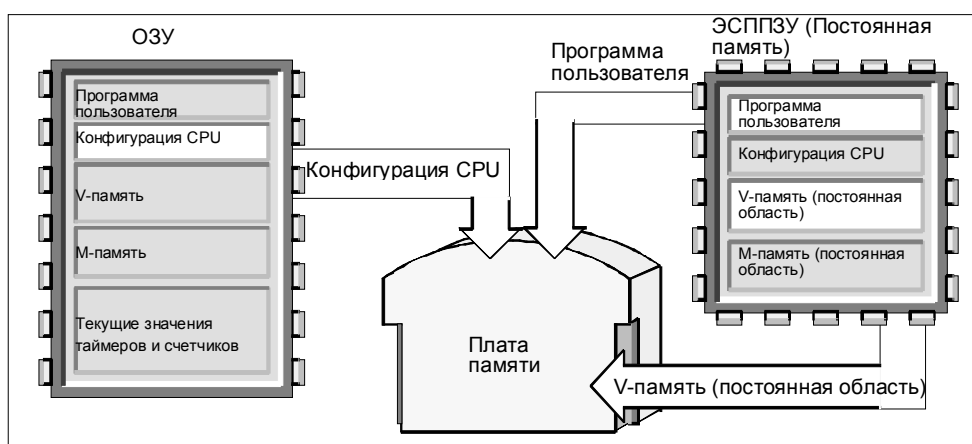 ОЗУ
Программа
пользователя
Конфигурация CPU
V-память
M-память
Текущие значения
таймеров и счетчиков
Конфигурация CPU
Программа
пользователя
ЭСППЗУ (Постоянная
память)
Программа
пользователя
Конфигурация CPU
V-память (постоянная
область)
M-память (постоянная
область)
Плата
памяти
V-память (постоянная область)